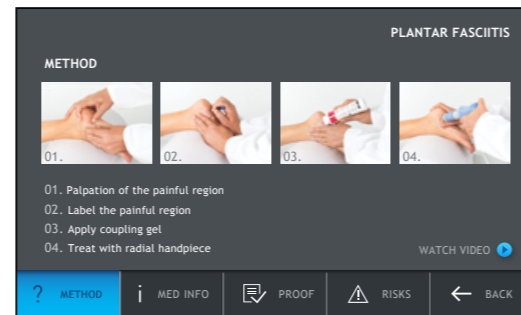 PLANTAR FASCIITIS
METHOD
01.
02.
03.
04.
01. Palpation of the painful region
02. Label the painful region
03. Apply coupling gel
04. Treat with radial handpiece
WATCH VIDEO
? METHOD
i MED INFO
PROOF
RISKS
BACK